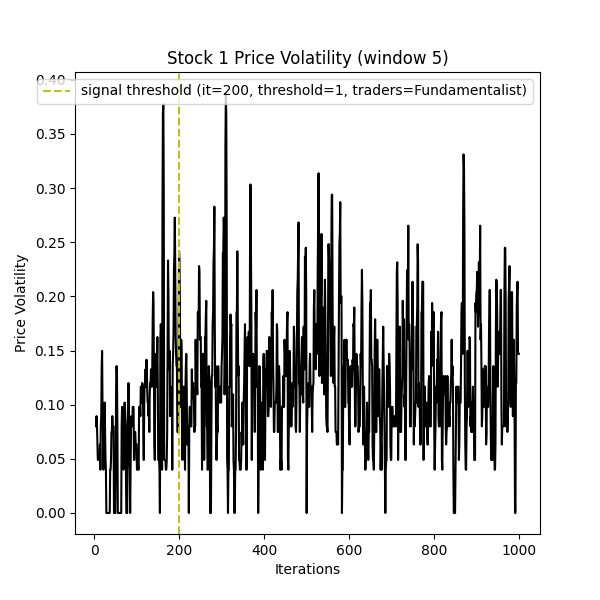 Stock 1 Price Volatility (window 5)
signal threshold (it=200, threshold=1, traders=Fundamentalist)
0.40
0.35
0.30
0.25
0.20
0.15
0.10
0.05
0.00
Price Volatility
0 200 400 600 800 1000
Iterations